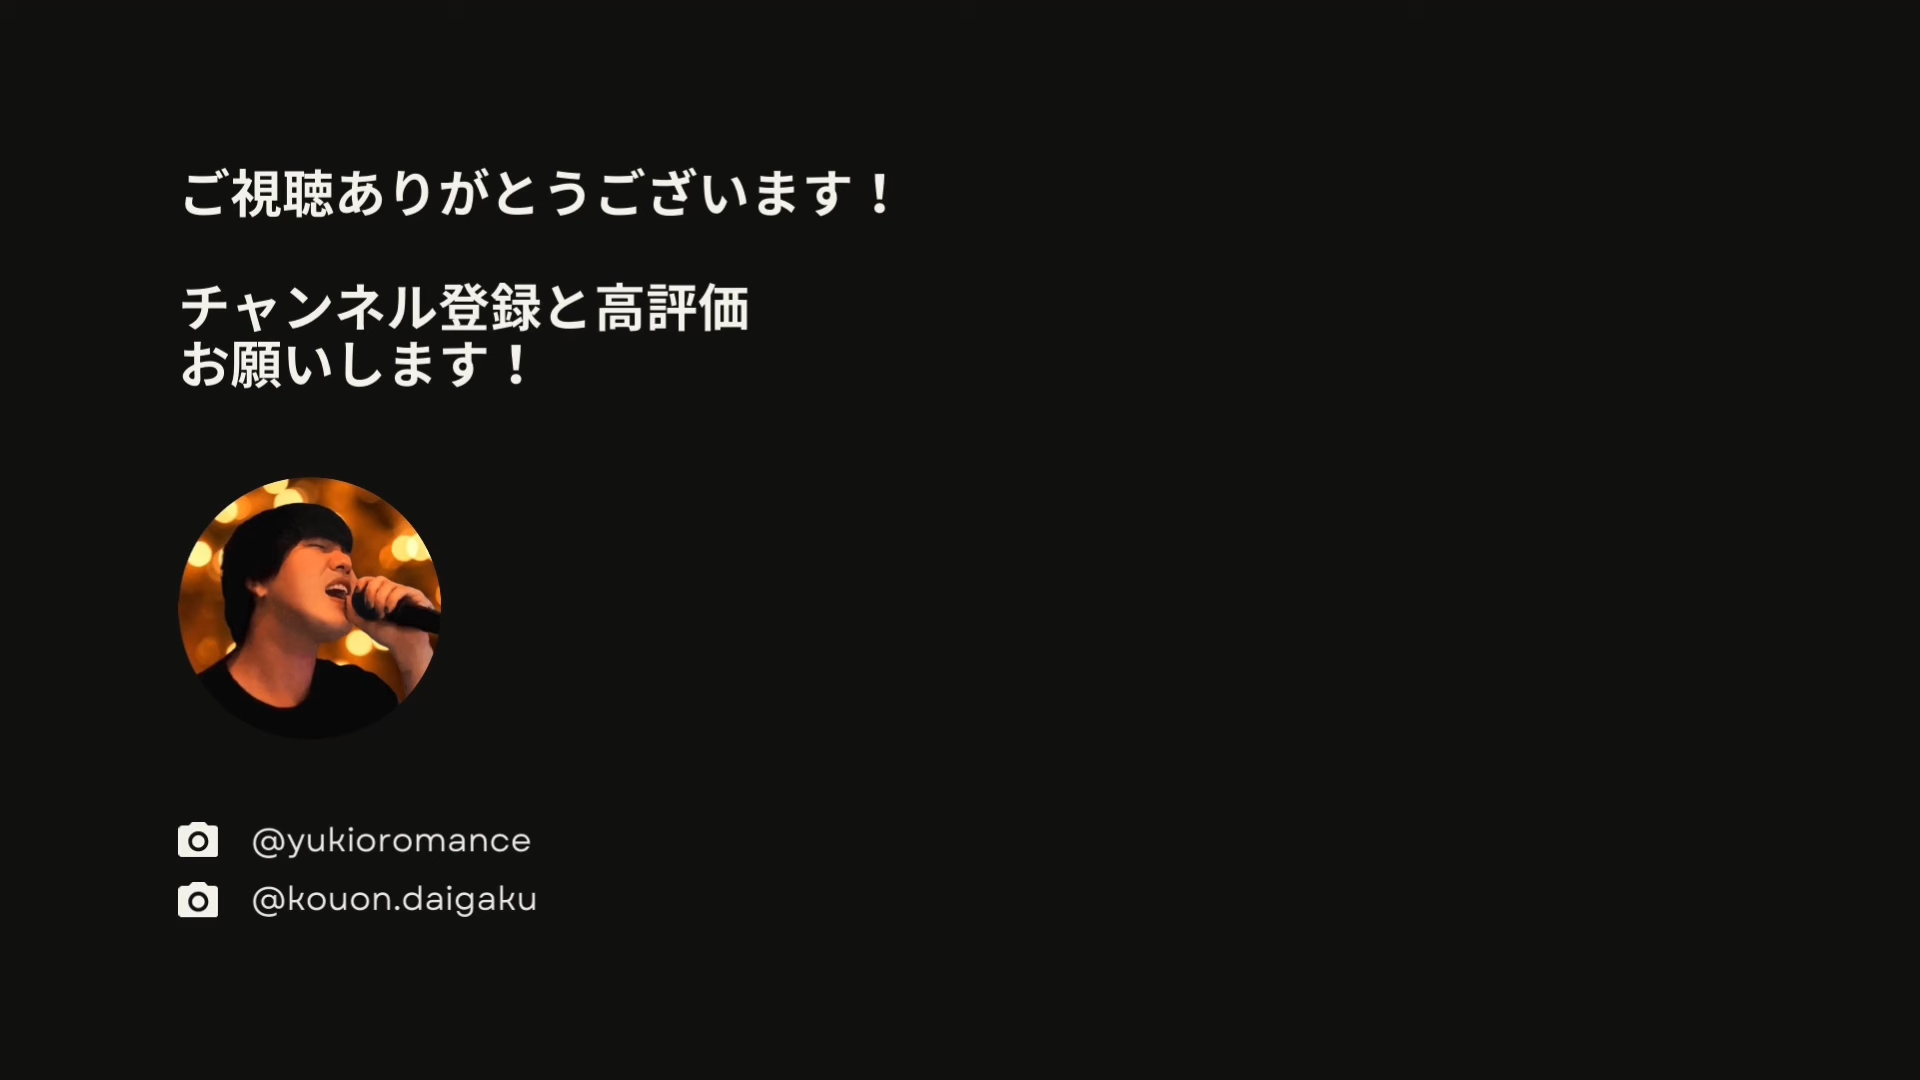 ご視聴ありがとうございます！
チャンネル登録と高評価
お願いします！
@yukioromance
@kouon.daigaku